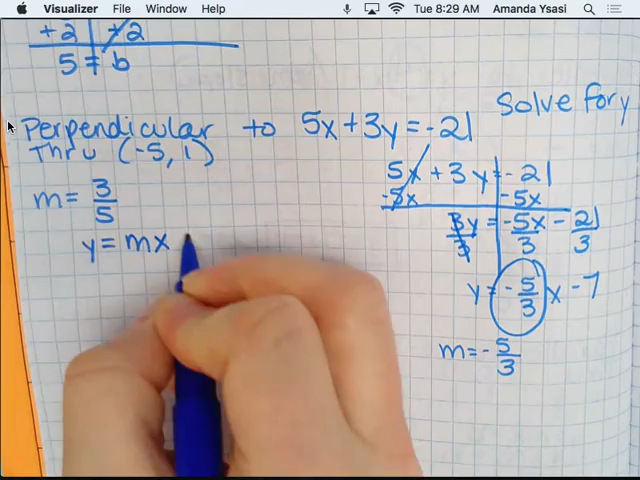 Visualizer File Edit Window Help Tue 8:29 AM Amanda Ysasi
+2 | +2
5 = b
Perpendicular to 5x+3y=-21
Thru (-5, 1)
m= 3/5
y= mx
Solve for y
5x + 3y = -21
-5x -5x
3y/3 = -5x/3 - 21/3
y = -5/3 x - 7
m = -5/3